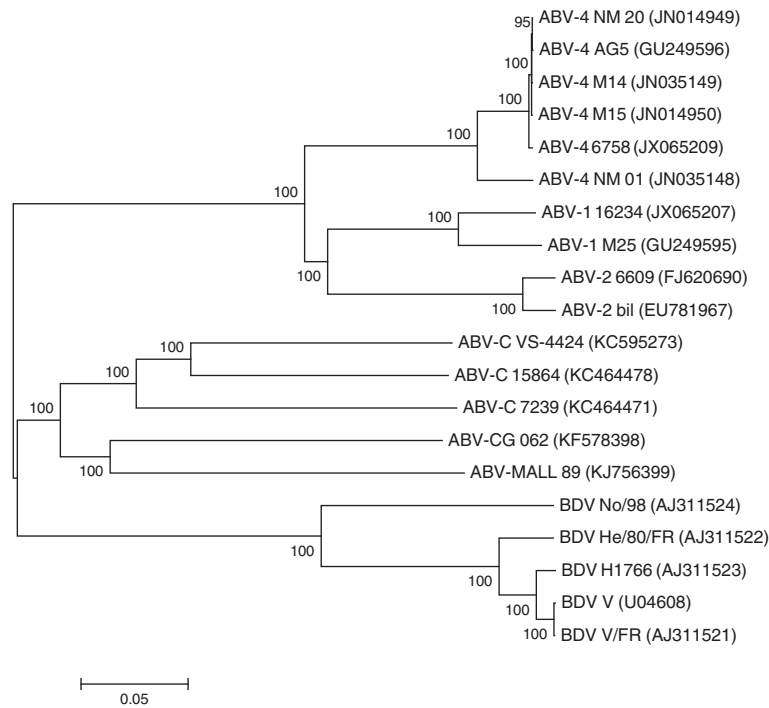 95
ABV-4 NM 20 (JN014949)
ABV-4 AG5 (GU249596)
100
ABV-4 M14 (JN035149)
100
ABV-4 M15 (JN014950)
100
ABV-4 6758 (JX065209)
ABV-4 NM 01 (JN035148)
100
100
ABV-1 16234 (JX065207)
ABV-1 M25 (GU249595)
100
ABV-2 6609 (FJ620690)
100
ABV-2 bil (EU781967)
100
ABV-C VS-4424 (KC595273)
100
ABV-C 15864 (KC464478)
100
ABV-C 7239 (KC464471)
ABV-CG 062 (KF578398)
100
ABV-MALL 89 (KJ756399)
BDV No/98 (AJ311524)
100
BDV He/80/FR (AJ311522)
100
BDV H1766 (AJ311523)
100
BDV V (U04608)
100
BDV V/FR (AJ311521)
0.05